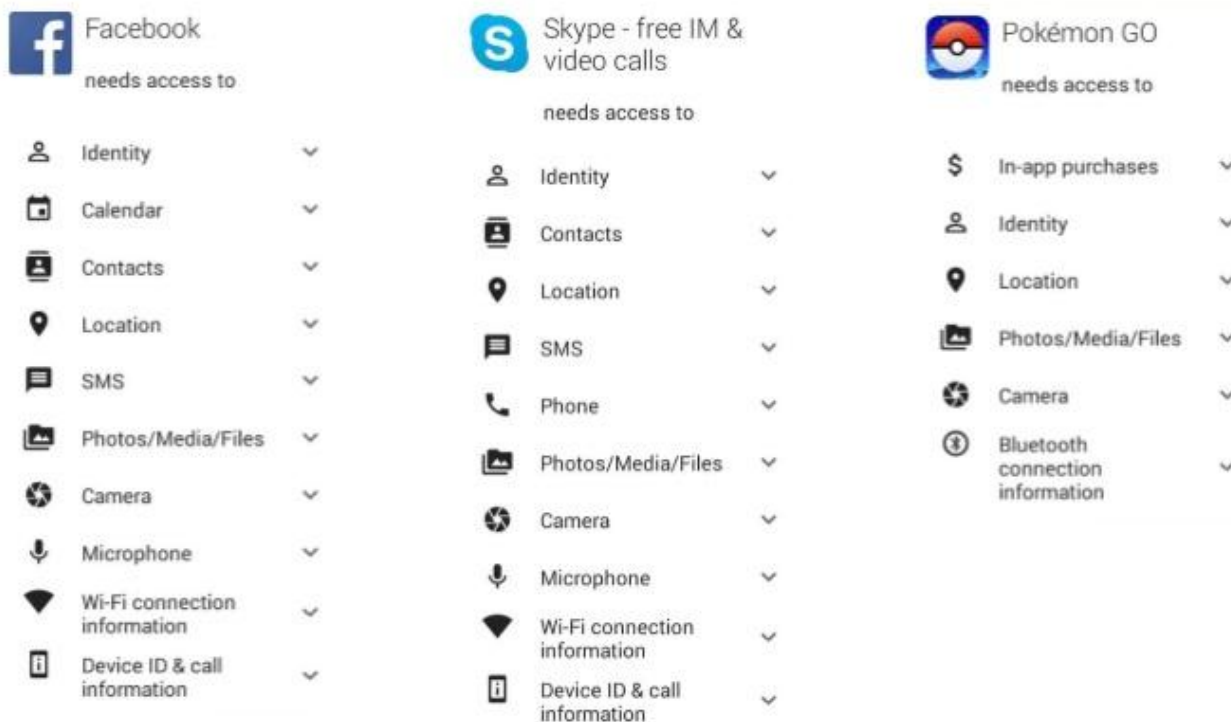 Facebook
needs access to
Identity
Calendar
Contacts
Location
SMS
Photos/Media/Files
Camera
Microphone
Wi-Fi connection
information
Device ID & call
information
Skype - free IM &
video calls
needs access to
Identity
Contacts
Location
SMS
Phone
Photos/Media/Files
Camera
Microphone
Wi-Fi connection
information
Device ID & call
information
Pokémon GO
needs access to
In-app purchases
Identity
Location
Photos/Media/Files
Camera
Bluetooth
connection
information